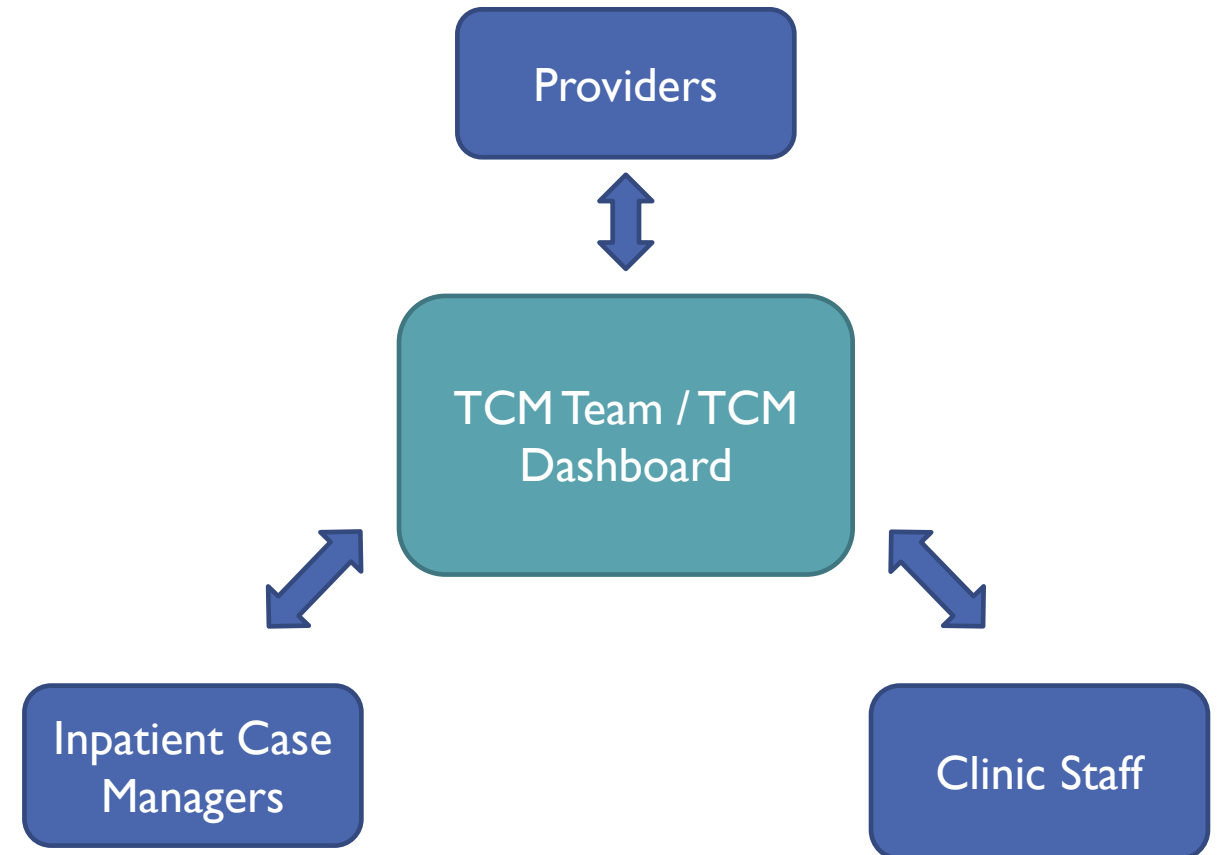 Providers
TCM Team / TCM
Dashboard
Inpatient Case
Managers
Clinic Staff